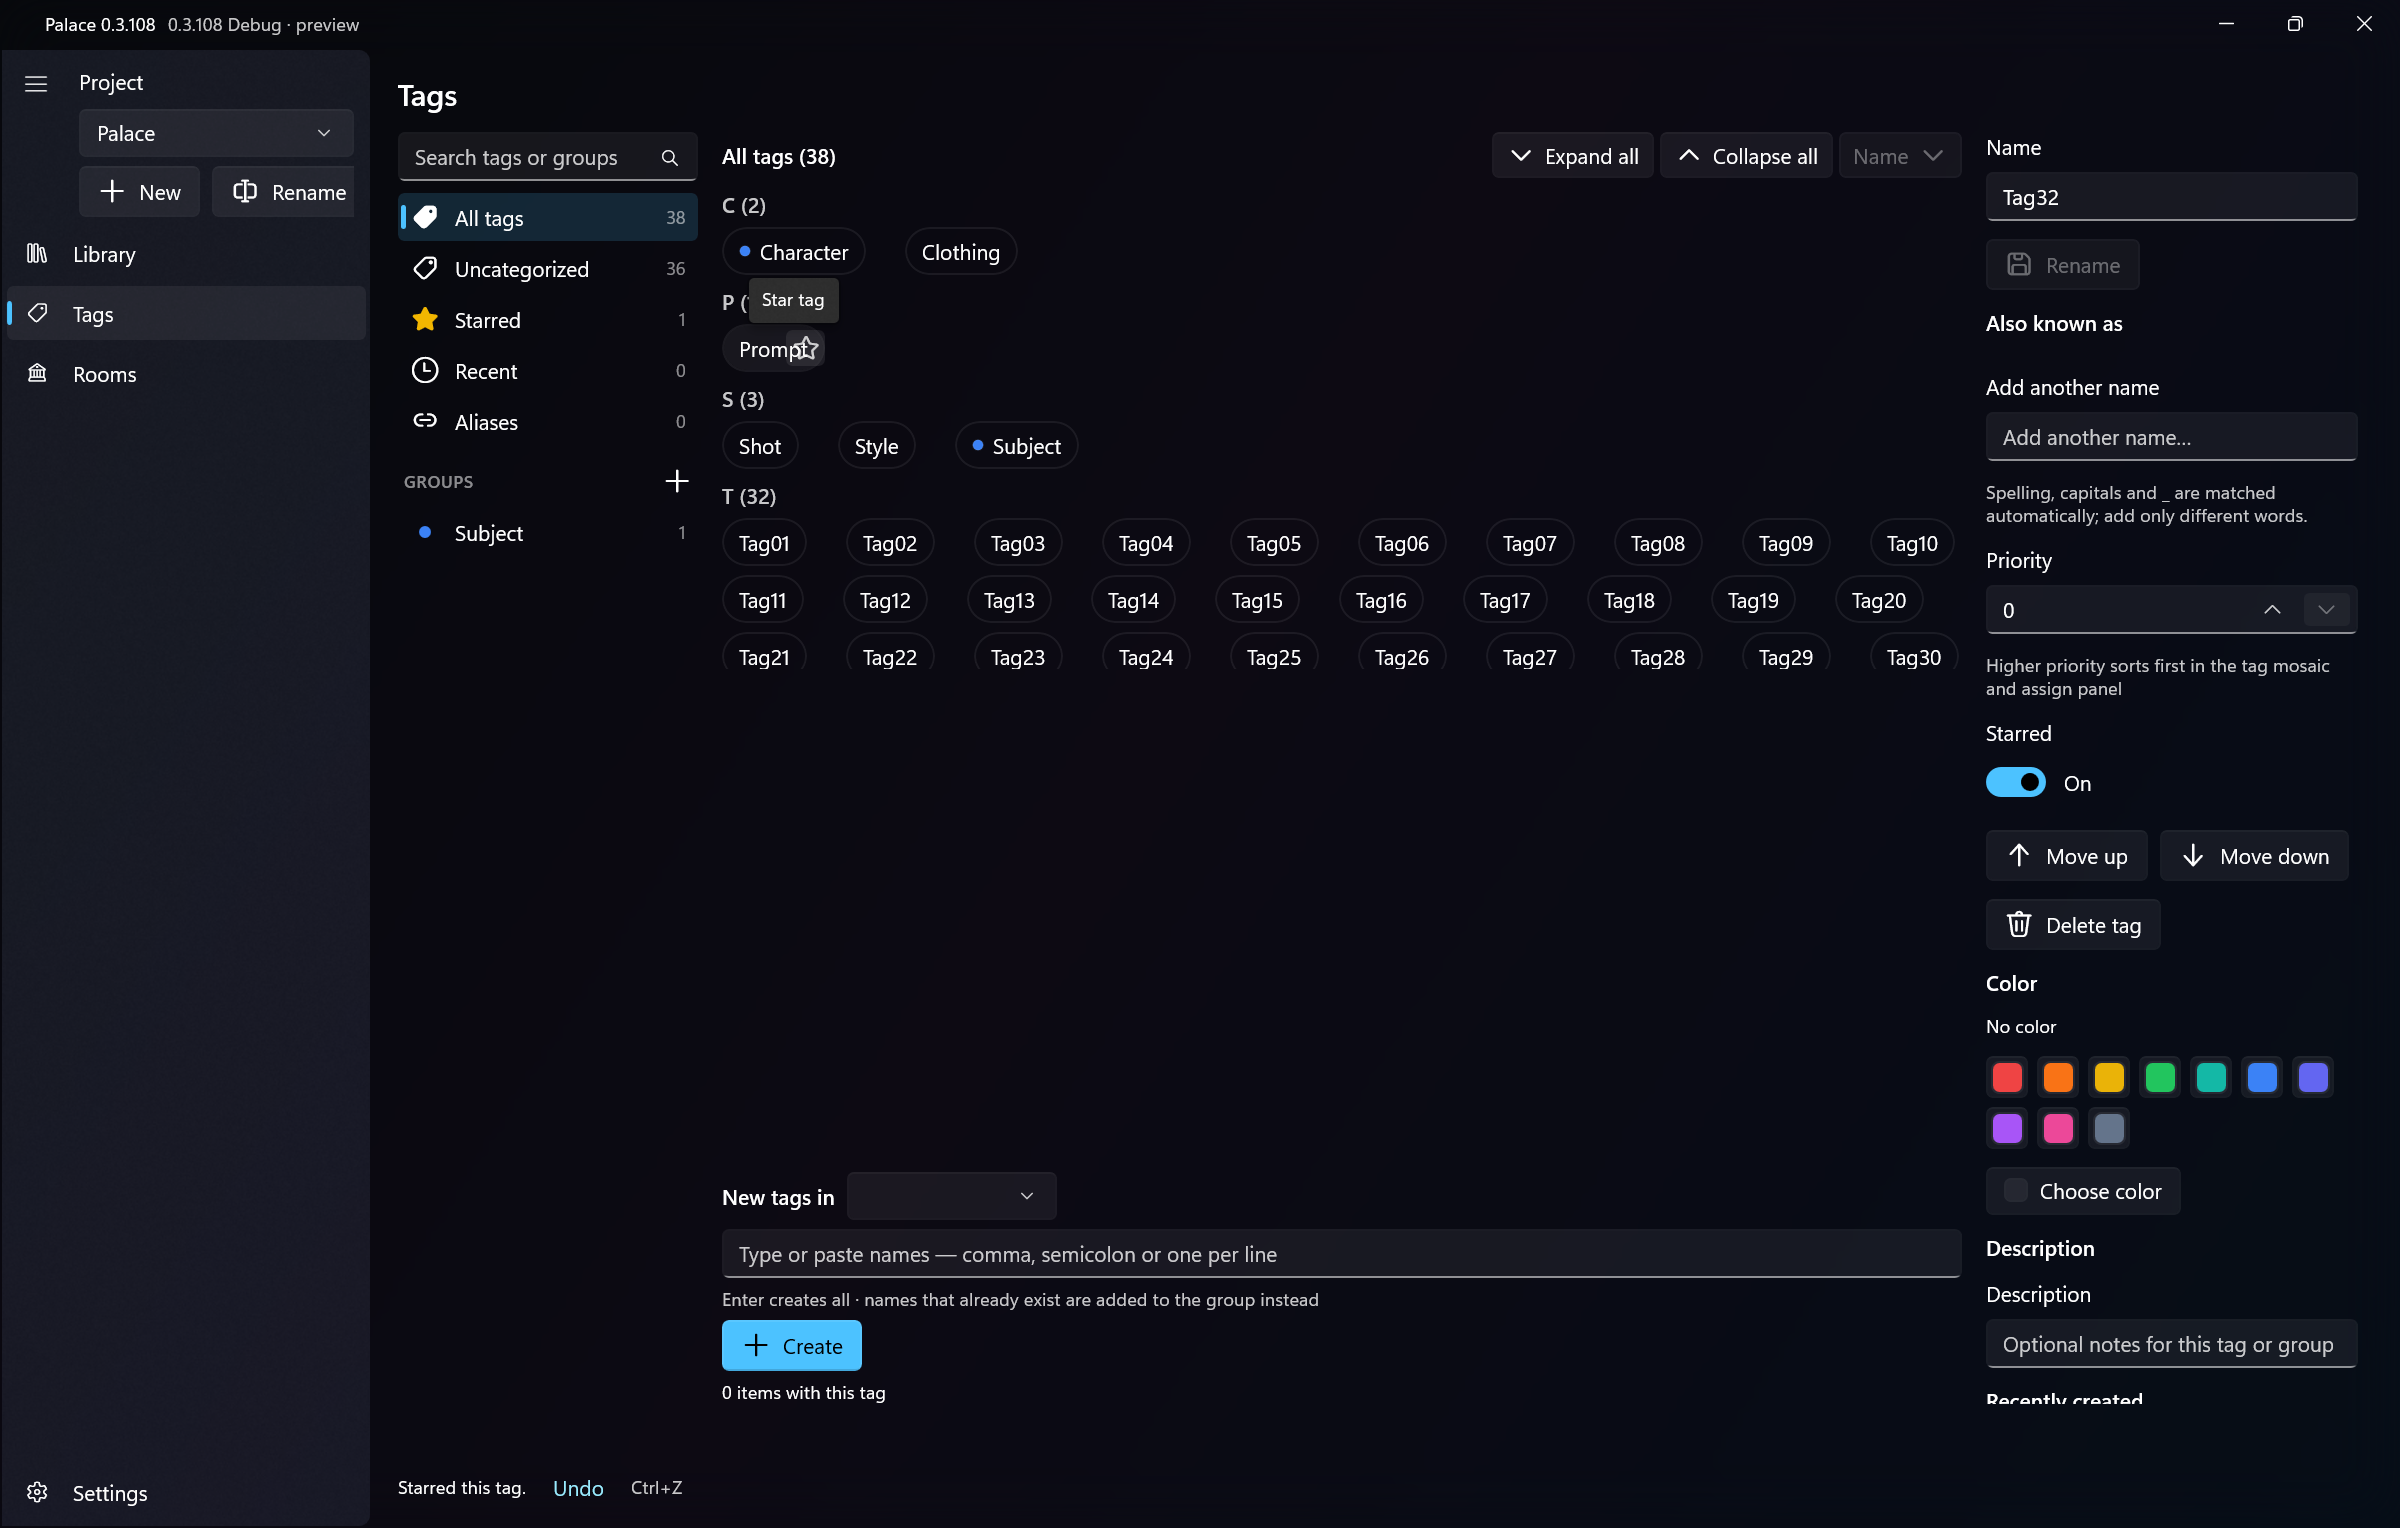 Palace 0.3.108 0.3.108 Debug · preview
Project
Palace
New
Rename
Library
Tags
Rooms
Settings
Tags
Search tags or groups
All tags 38
Uncategorized 36
Starred 1
Recent 0
Aliases 0
GROUPS
Subject 1
All tags (38)
Expand all
Collapse all
Name
C (2)
Character
Clothing
Star tag
P (
Prompt
S (3)
Shot
Style
Subject
T (32)
Tag01 Tag02 Tag03 Tag04 Tag05 Tag06 Tag07 Tag08 Tag09 Tag10
Tag11 Tag12 Tag13 Tag14 Tag15 Tag16 Tag17 Tag18 Tag19 Tag20
Tag21 Tag22 Tag23 Tag24 Tag25 Tag26 Tag27 Tag28 Tag29 Tag30
New tags in
Type or paste names — comma, semicolon or one per line
Enter creates all · names that already exist are added to the group instead
Create
0 items with this tag
Starred this tag. Undo Ctrl+Z
Name
Tag32
Rename
Also known as
Add another name
Add another name...
Spelling, capitals and _ are matched
automatically; add only different words.
Priority
0
Higher priority sorts first in the tag mosaic
and assign panel
Starred
On
Move up
Move down
Delete tag
Color
No color
Choose color
Description
Description
Optional notes for this tag or group
Recently created